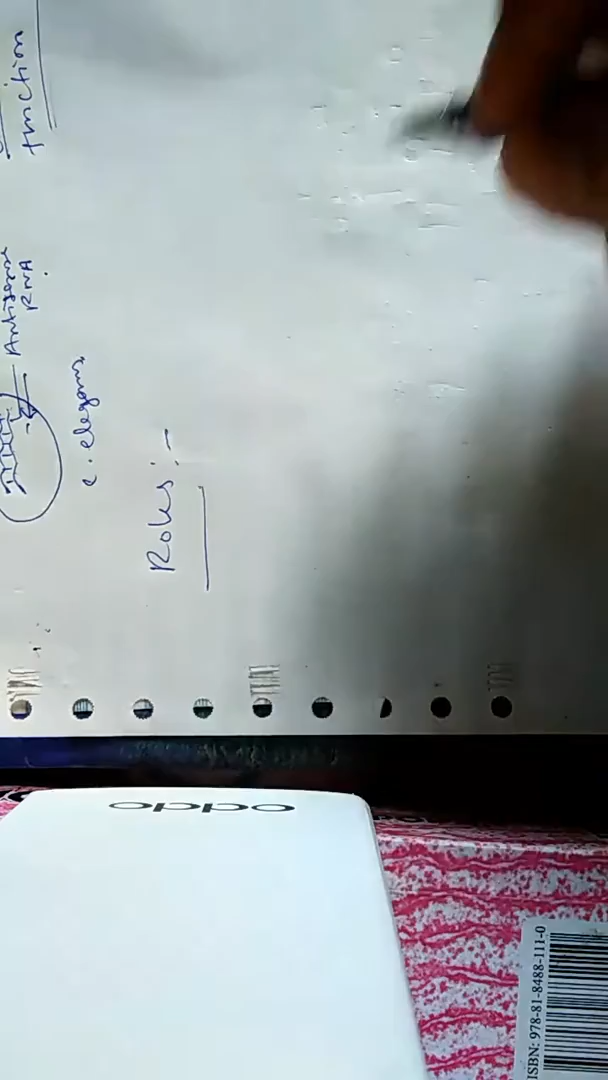 function
Antisense
RNA
c. elegans
Roles :-
oppo
ISBN: 978-81-8488-111-0